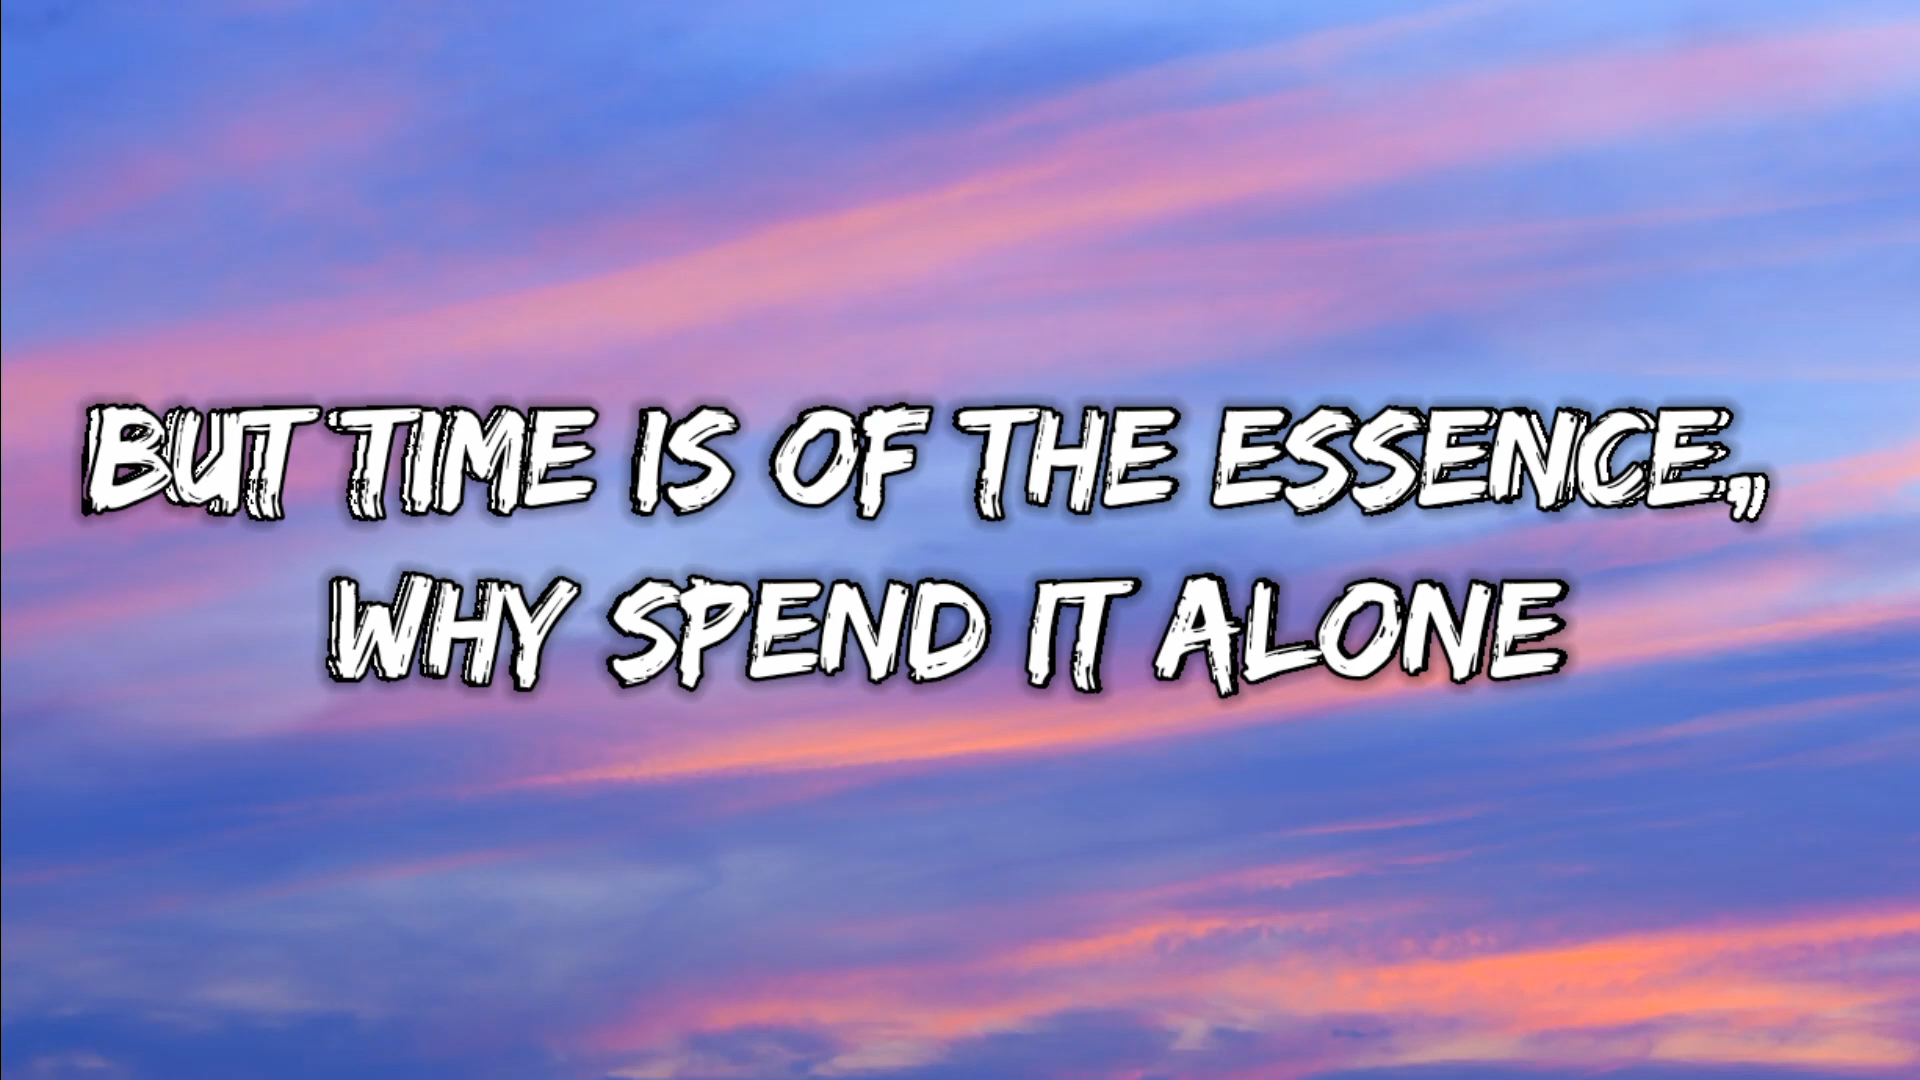 BUT TIME IS OF THE ESSENCE,
WHY SPEND IT ALONE